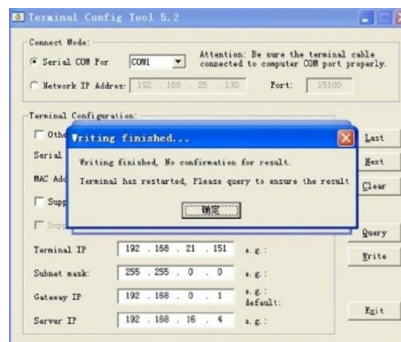 Terminal Config Tool 5.2
Connect Mode:
Serial COM Por
COM1
Attention: Be sure the terminal cable
connected to computer COM port properly.
Network IP Addres:
192 . 168 . 25 . 130
Port:
15100
Terminal Configuration:
Othe
Writing finished...
Last
Serial
Writing finished, No confirmation for result.
Next
MAC Add
Terminal has restarted, Please query to ensure the result
Clear
Supp
确定
Supp
Query
Terminal IP
192 . 168 . 21 . 151
e.g.:
Write
Subnet mask:
255 . 255 . 0 . 0
e.g.:
Gateway IP
192 . 168 . 0 . 1
e.g.:
default:
Server IP
192 . 168 . 16 . 4
e.g.:
Exit